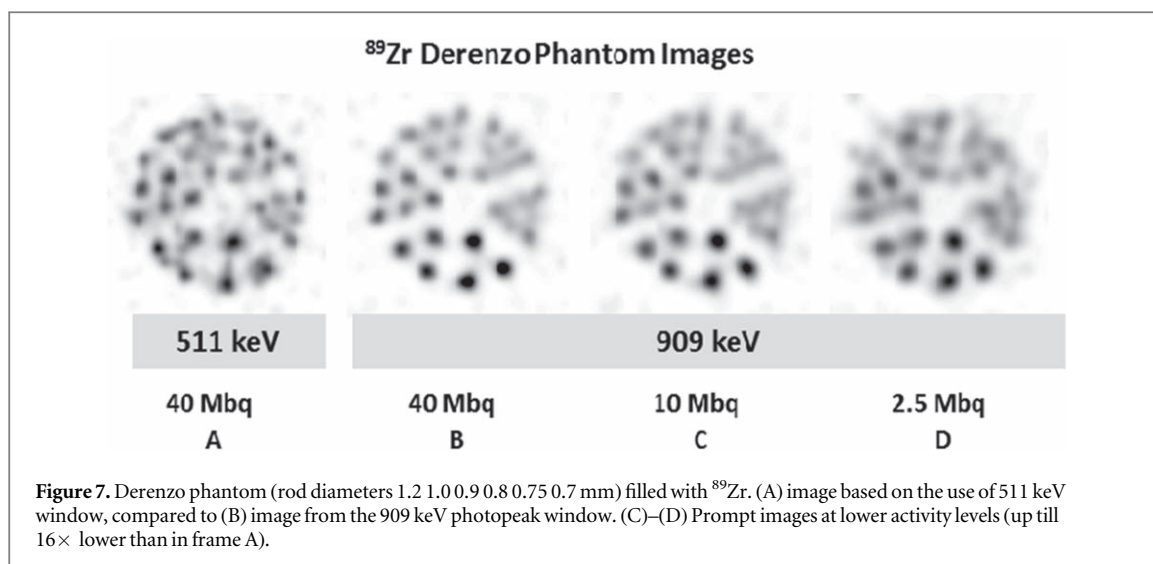 ⁸⁹Zr Derenzo Phantom Images
511 keV
909 keV
40 Mbq
40 Mbq
10 Mbq
2.5 Mbq
A
B
C
D
Figure 7. Derenzo phantom (rod diameters 1.2 1.0 0.9 0.8 0.75 0.7 mm) filled with ⁸⁹Zr. (A) image based on the use of 511 keV
window, compared to (B) image from the 909 keV photopeak window. (C)–(D) Prompt images at lower activity levels (up till
16× lower than in frame A).